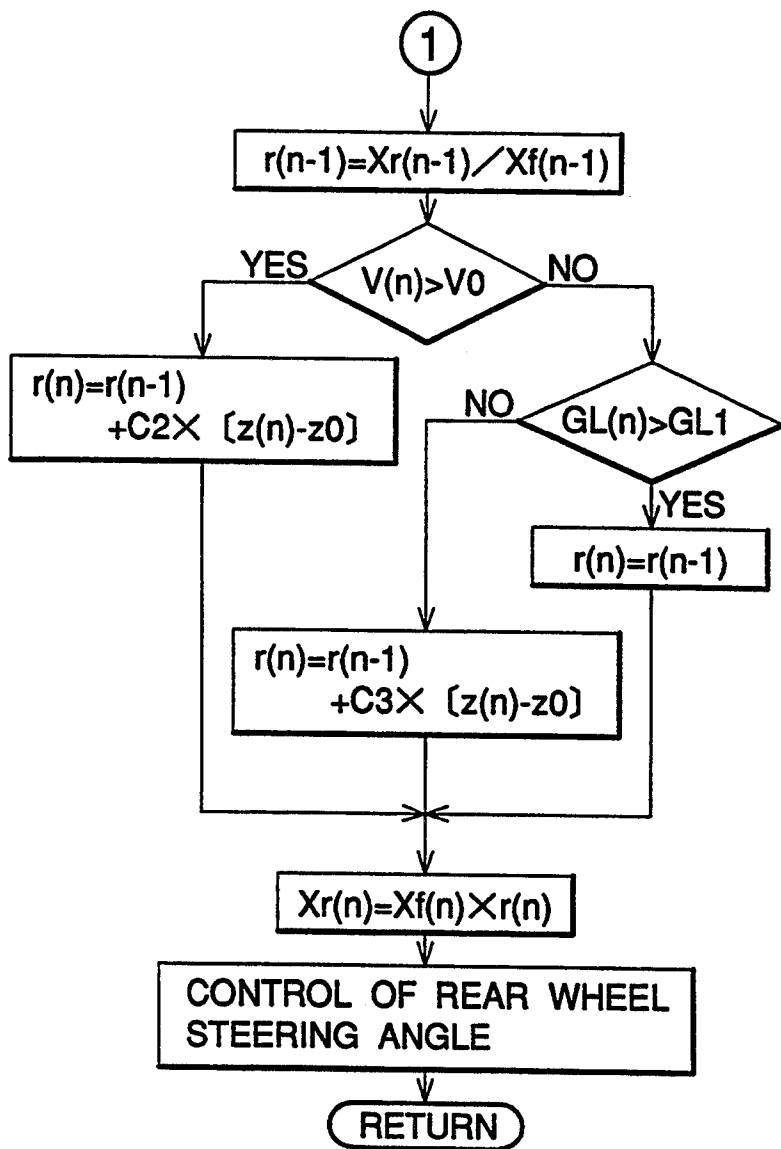 1
r(n-1)=Xr(n-1)／Xf(n-1)
YES
V(n)>V0
NO
r(n)=r(n-1)
+C2× 〔z(n)-z0〕
NO
GL(n)>GL1
YES
r(n)=r(n-1)
r(n)=r(n-1)
+C3× 〔z(n)-z0〕
Xr(n)=Xf(n)×r(n)
CONTROL OF REAR WHEEL
STEERING ANGLE
RETURN